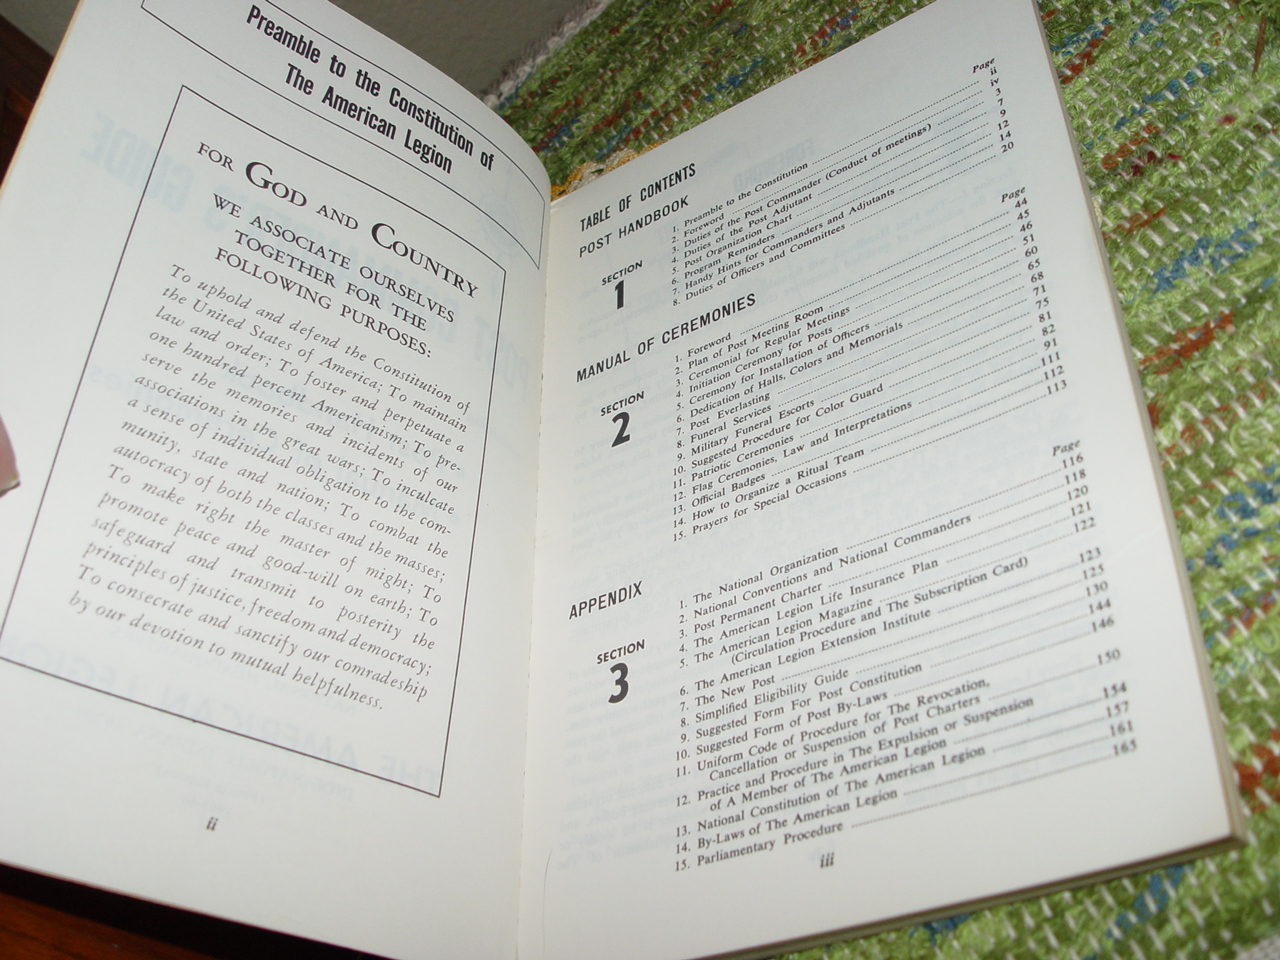 Preamble to the Constitution of
The American Legion
FOR GOD AND COUNTRY
WE ASSOCIATE OURSELVES
TOGETHER FOR THE
FOLLOWING PURPOSES:
To uphold and defend the Constitution of
the United States of America; To maintain
law and order; To foster and perpetuate a
one hundred percent Americanism; To pre-
serve the memories and incidents of our
associations in the great wars; To inculcate
a sense of individual obligation to the com-
munity, state and nation; To combat the
autocracy of both the classes and the masses;
To make right the master of might; To
promote peace and good-will on earth; To
safeguard and transmit to posterity the
principles of justice, freedom and democracy;
To consecrate and sanctify our comradeship
by our devotion to mutual helpfulness.
ii
TABLE OF CONTENTS
POST HANDBOOK
Page
SECTION
1
1. Preamble to the Constitution ii
2. Foreword iv
3. Duties of the Post Commander (Conduct of meetings) 3
4. Duties of the Post Adjutant 7
5. Post Organization Chart 9
6. Program Reminders 12
7. Handy Hints for Commanders and Adjutants 14
8. Duties of Officers and Committees 20
MANUAL OF CEREMONIES
Page
SECTION
2
1. Foreword 44
2. Plan of Post Meeting Room 45
3. Ceremonial for Regular Meetings 46
4. Initiation Ceremony for Posts 51
5. Ceremony for Installation of Officers 60
6. Dedication of Halls, Colors and Memorials 65
7. Post Everlasting 68
8. Funeral Services 71
9. Military Funeral Escorts 75
10. Suggested Procedure for Color Guard 81
11. Patriotic Ceremonies 82
12. Flag Ceremonies, Law and Interpretations 91
13. Official Badges 111
14. How to Organize a Ritual Team 112
15. Prayers for Special Occasions 113
APPENDIX
Page
SECTION
3
1. The National Organization 116
2. National Conventions and National Commanders 118
3. Post Permanent Charter 120
4. The American Legion Life Insurance Plan 121
5. The American Legion Magazine 122
(Circulation Procedure and The Subscription Card)
6. The American Legion Extension Institute 123
7. The New Post 125
8. Simplified Eligibility Guide 130
9. Suggested Form For Post Constitution 144
10. Suggested Form of Post By-Laws 146
11. Uniform Code of Procedure for The Revocation,
Cancellation or Suspension of Post Charters 150
12. Practice and Procedure in The Expulsion or Suspension
of A Member of The American Legion 154
13. National Constitution of The American Legion 157
14. By-Laws of The American Legion 161
15. Parliamentary Procedure 165
iii